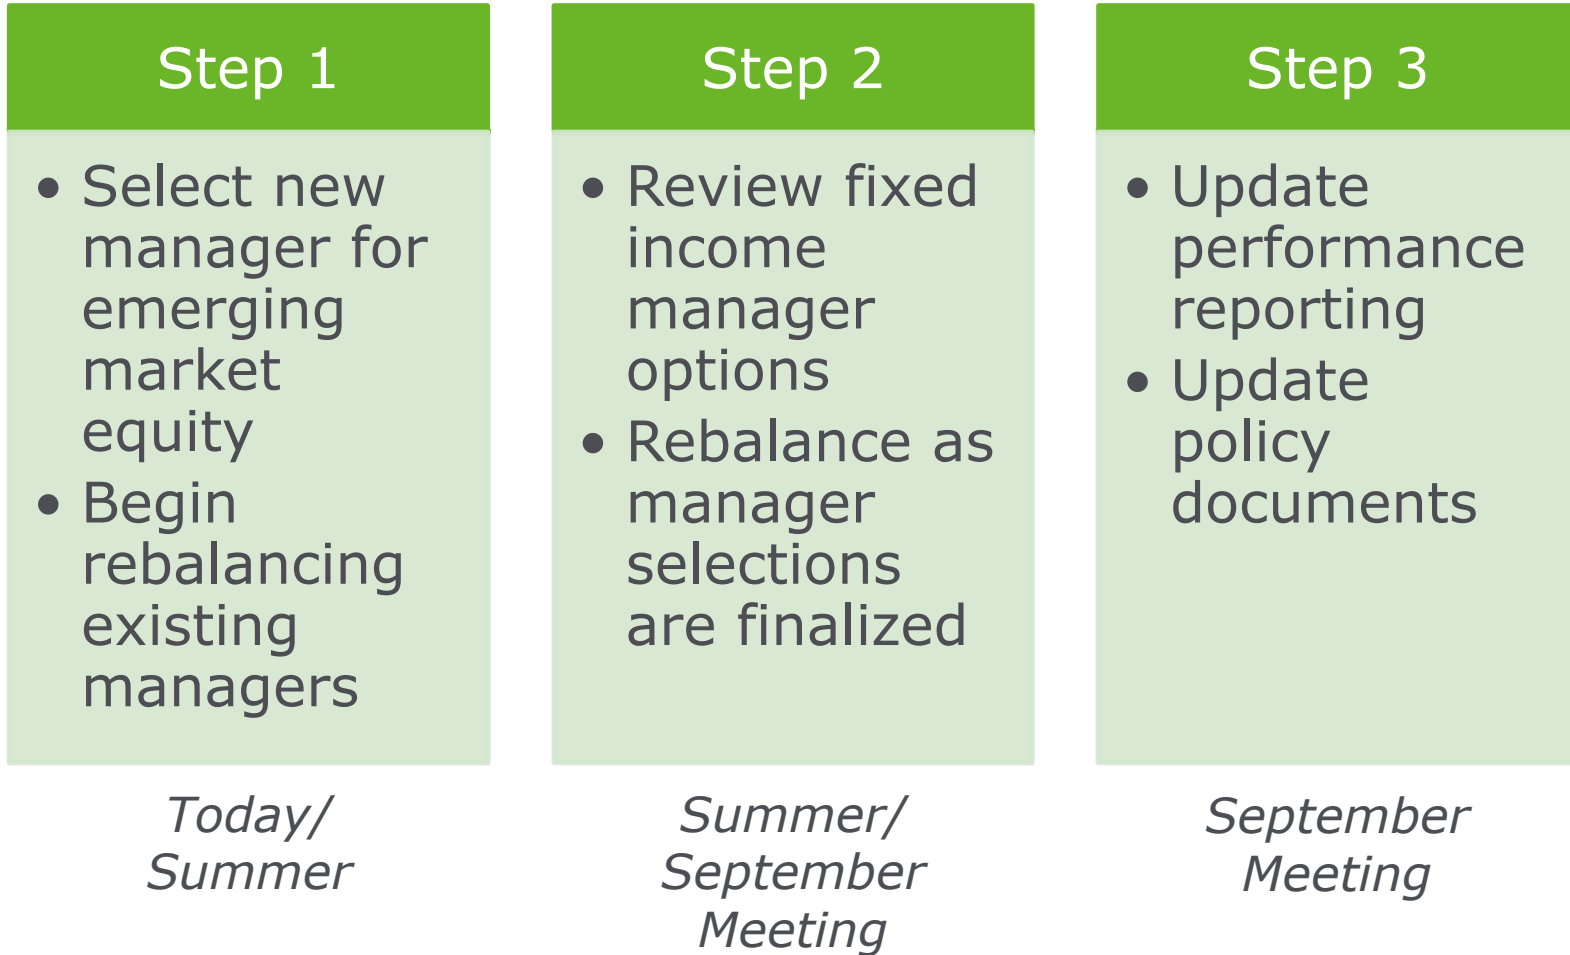 Step 1
• Select new
manager for
emerging
market
equity
• Begin
rebalancing
existing
managers
Today/
Summer
Step 2
• Review fixed
income
manager
options
• Rebalance as
manager
selections
are finalized
Summer/
September
Meeting
Step 3
• Update
performance
reporting
• Update
policy
documents
September
Meeting